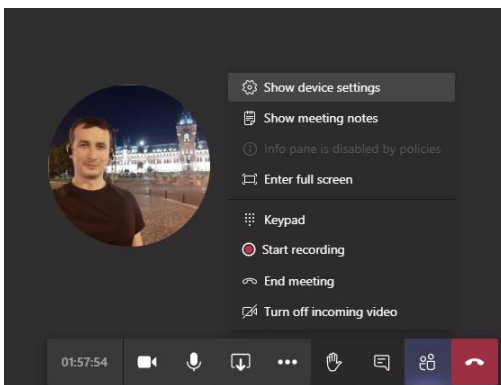 Show device settings
Show meeting notes
Info pane is disabled by policies
Enter full screen
Keypad
Start recording
End meeting
Turn off incoming video
01:57:54